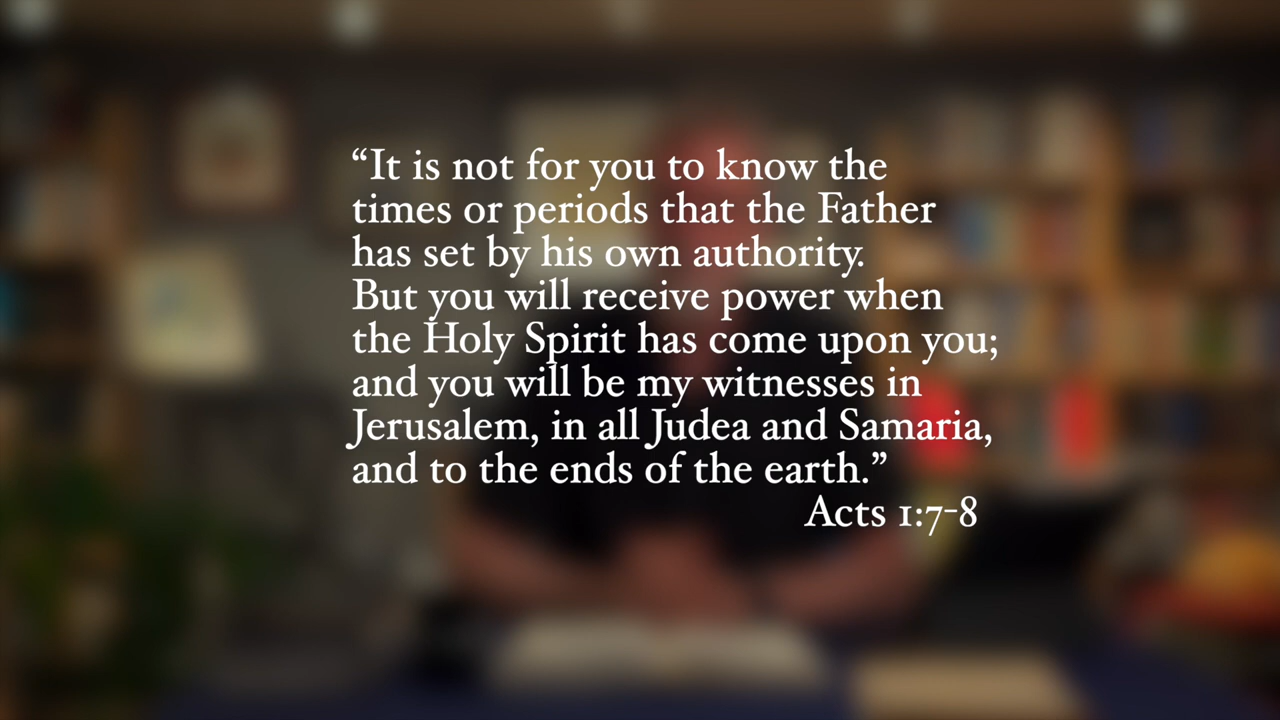 “It is not for you to know the
times or periods that the Father
has set by his own authority.
But you will receive power when
the Holy Spirit has come upon you;
and you will be my witnesses in
Jerusalem, in all Judea and Samaria,
and to the ends of the earth.”
Acts 1:7-8